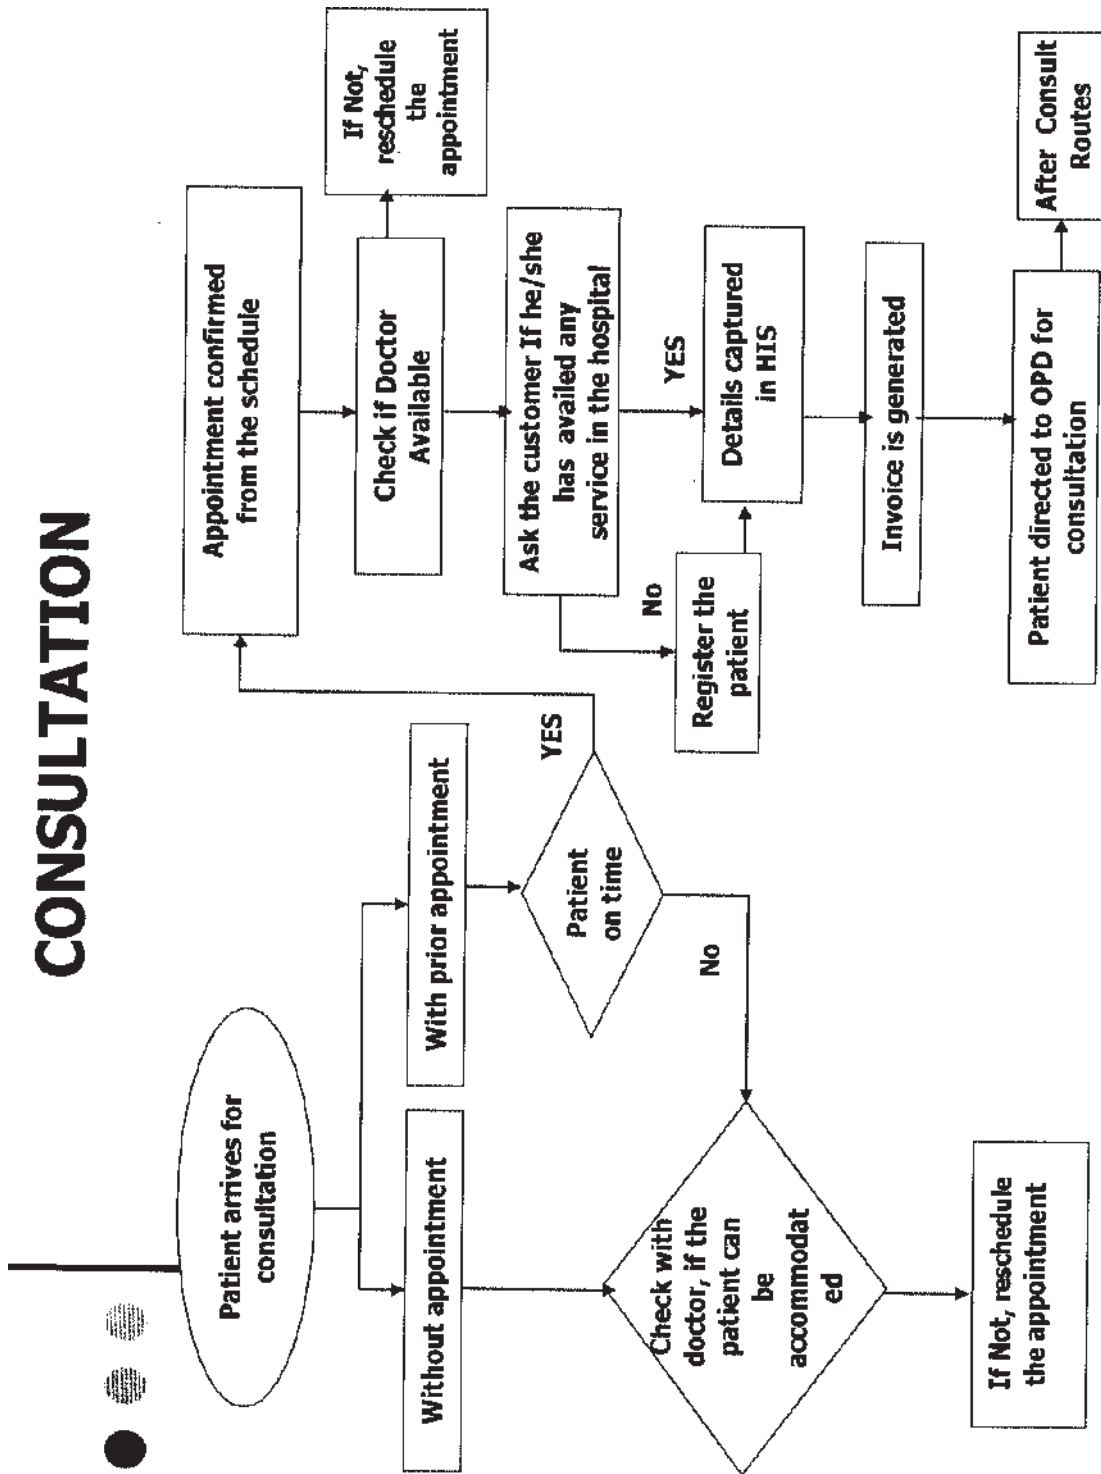 CONSULTATION
Patient arrives for
consultation
Without appointment
With prior appointment
Patient
on time
YES
No
Check with
doctor, if the
patient can
be
accommodat
ed
If Not, reschedule
the appointment
Appointment confirmed
from the schedule
Check if Doctor
Available
If Not,
reschedule
the
appointment
Ask the customer If he/she
has availed any
service in the hospital
No
YES
Register the
patient
Details captured
in HIS
Invoice is generated
Patient directed to OPD for
consultation
After Consult
Routes